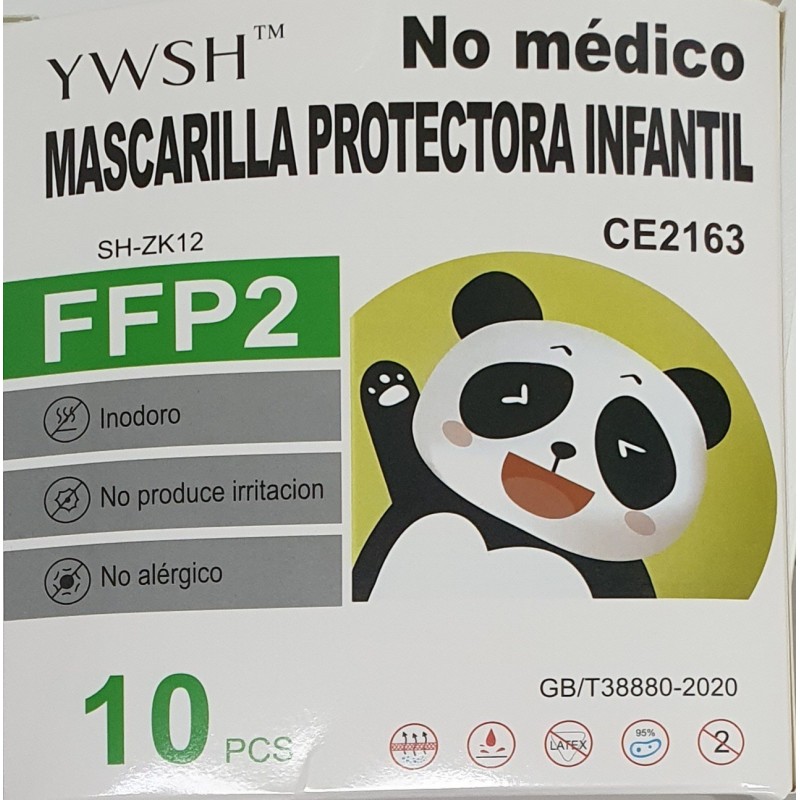 YWSH™
No médico
MASCARILLA PROTECTORA INFANTIL
SH-ZK12
CE2163
FFP2
Inodoro
No produce irritacion
No alérgico
10 PCS
GB/T38880-2020
LATEX
95%
2